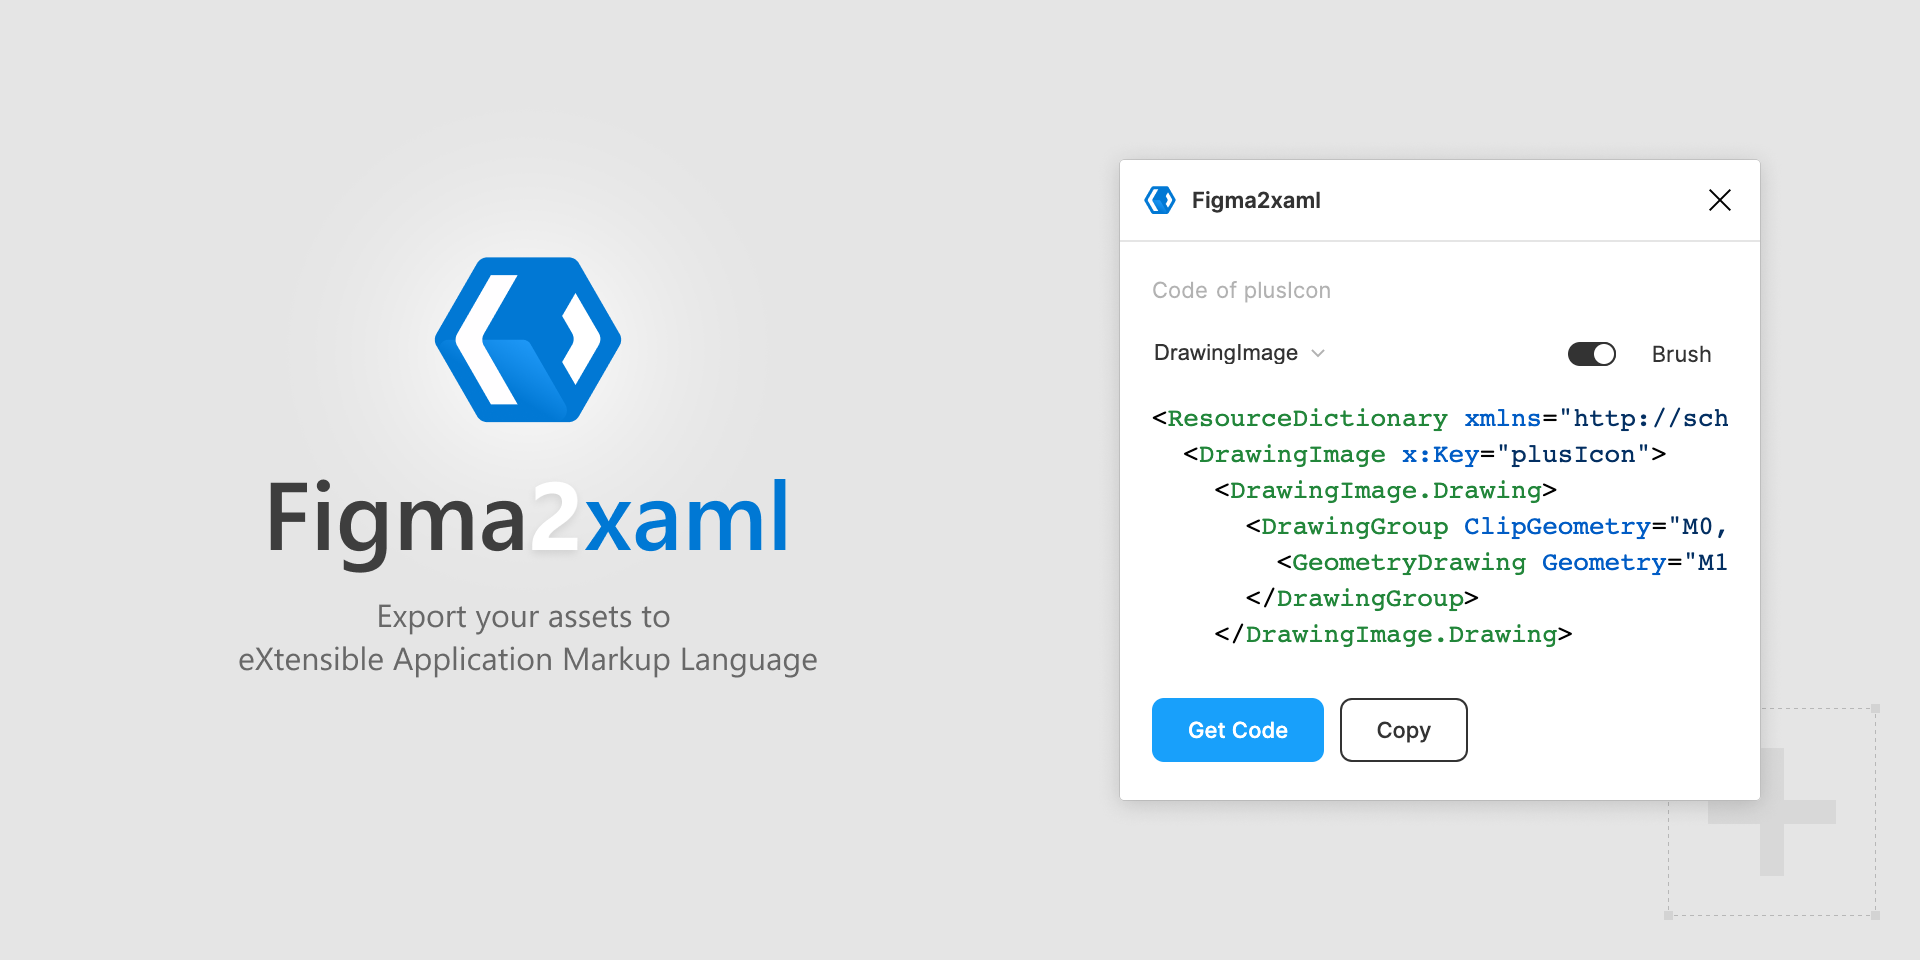 Figma2xaml
Export your assets to
eXtensible Application Markup Language
Figma2xaml
Code of plusIcon
DrawingImage
Brush
<ResourceDictionary xmlns="http://sch
<DrawingImage x:Key="plusIcon">
<DrawingImage.Drawing>
<DrawingGroup ClipGeometry="M0,
<GeometryDrawing Geometry="M1
</DrawingGroup>
</DrawingImage.Drawing>
Get Code
Copy